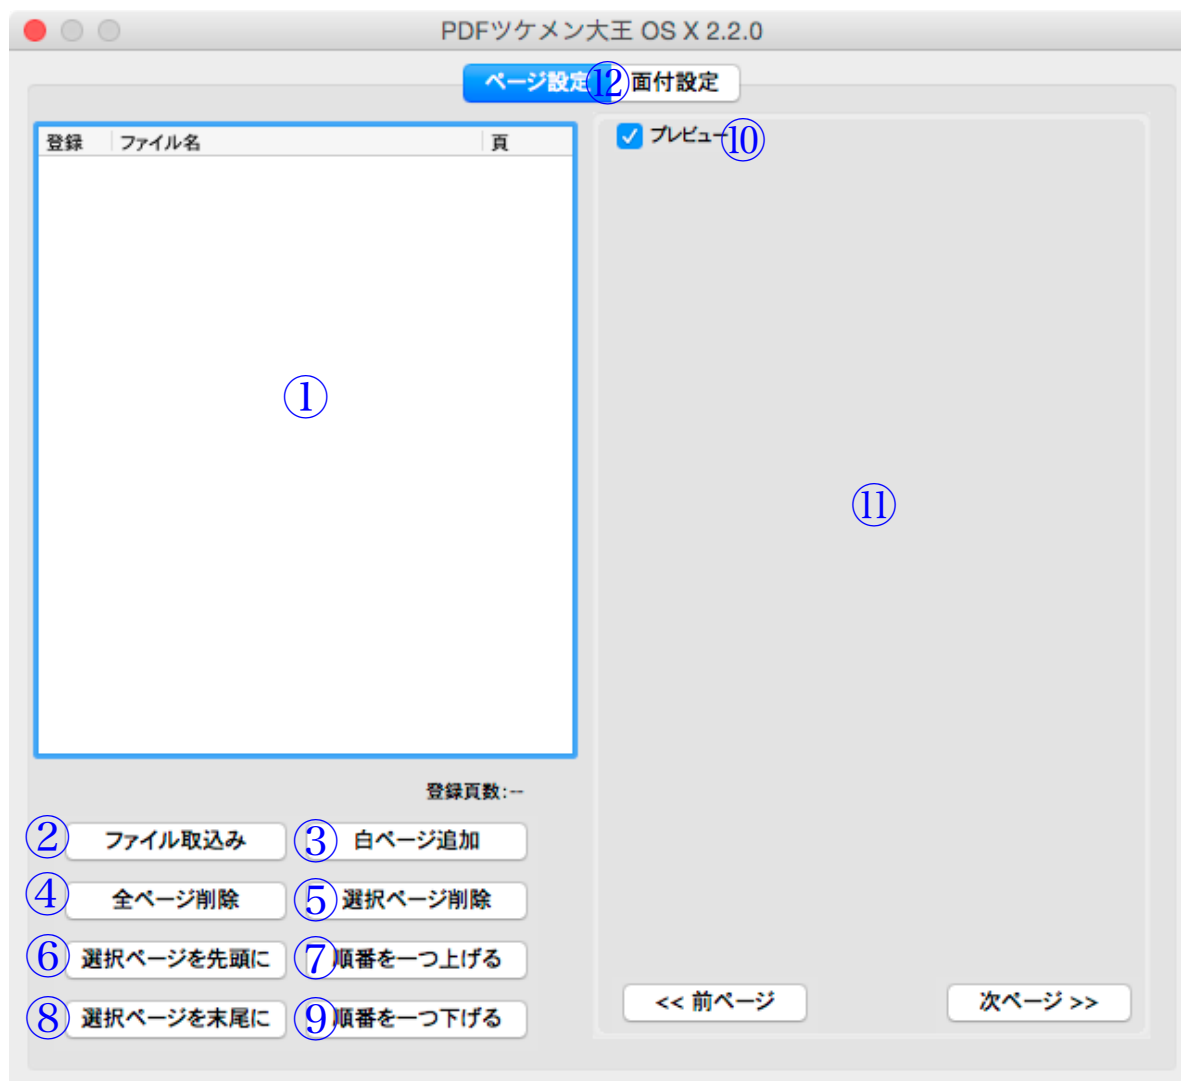 PDFツケメン大王 OS X 2.2.0
ページ設定 ⑫ 面付設定
登録 ファイル名 頁
プレビュー ⑩
①
⑪
登録頁数:--
② ファイル取込み ③ 白ページ追加
④ 全ページ削除 ⑤ 選択ページ削除
⑥ 選択ページを先頭に ⑦ 順番を一つ上げる
⑧ 選択ページを末尾に ⑨ 順番を一つ下げる
<< 前ページ 次ページ >>